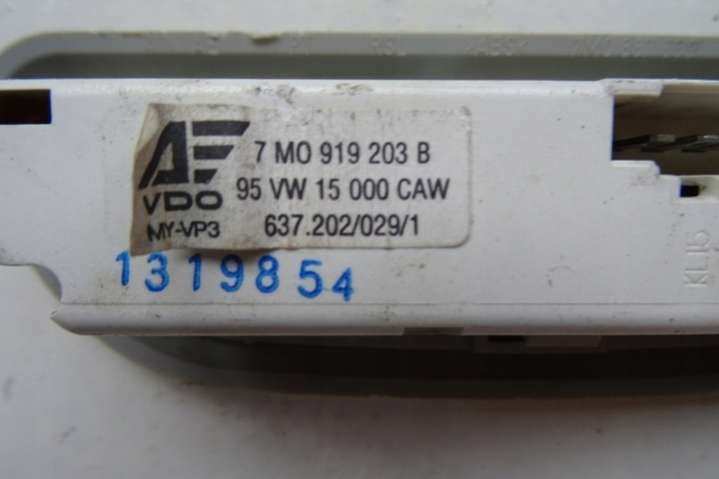 7 MO 919 203 B
VDO
95 VW 15 000 CAW
MY-VP3
637.202/029/1
1319854
KL15